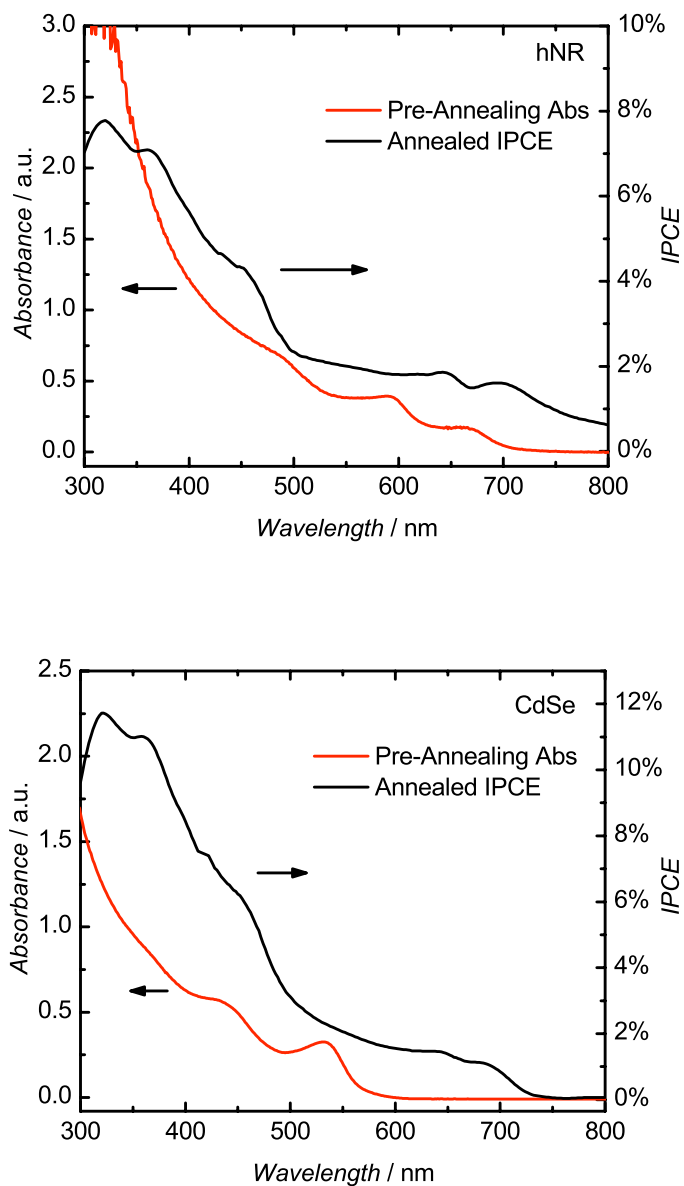 hNR
Pre-Annealing Abs
Annealed IPCE
3.0
2.5
2.0
1.5
1.0
0.5
0.0
Absorbance / a.u.
10%
8%
6%
4%
2%
0%
IPCE
300 400 500 600 700 800
Wavelength / nm
CdSe
Pre-Annealing Abs
Annealed IPCE
2.5
2.0
1.5
1.0
0.5
0.0
Absorbance / a.u.
12%
10%
8%
6%
4%
2%
0%
IPCE
300 400 500 600 700 800
Wavelength / nm